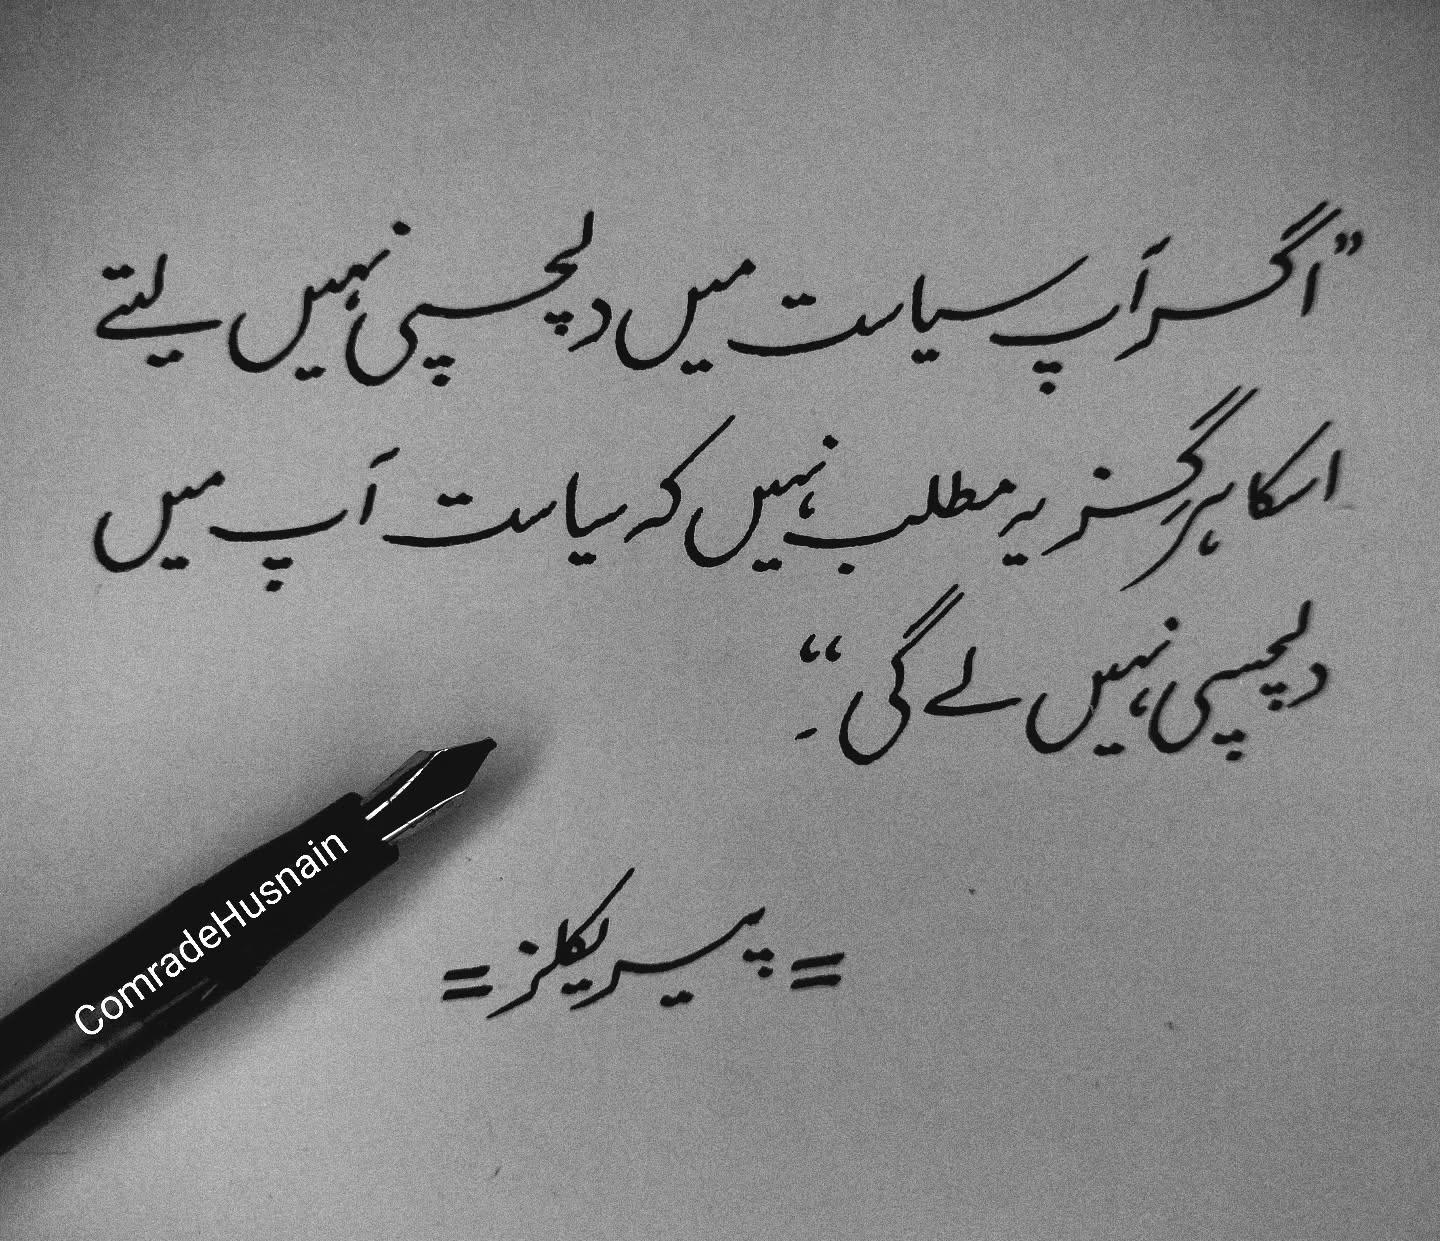 ”اگر آپ سیاست میں دلچسپی نہیں لیتے
اسکا ہرگز یہ مطلب نہیں کہ سیاست آپ میں
دلچسپی نہیں لے گی“۔
= پیریکلز =
ComradeHusnain